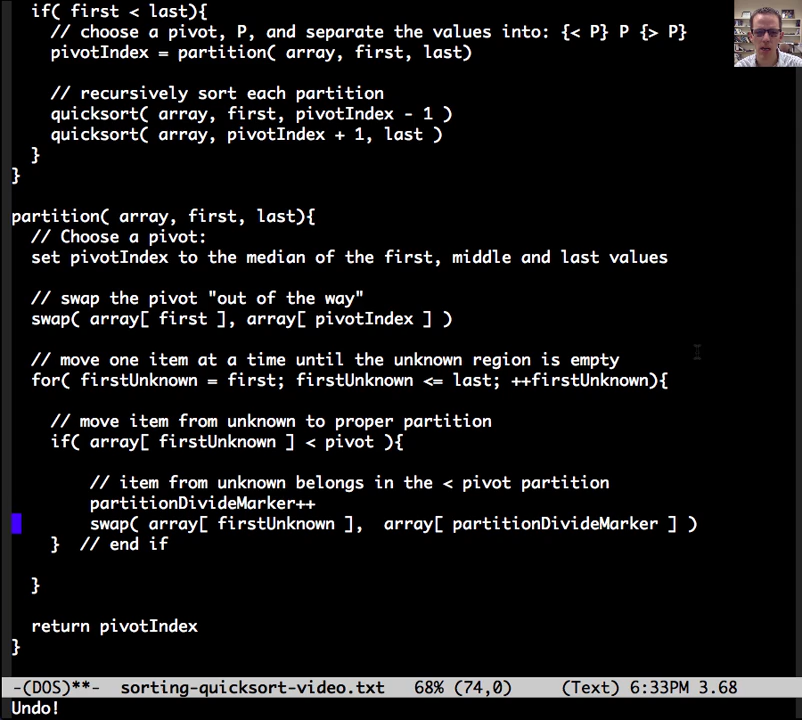 if( first < last){
// choose a pivot, P, and separate the values into: {< P} P {> P}
pivotIndex = partition( array, first, last)
// recursively sort each partition
quicksort( array, first, pivotIndex - 1 )
quicksort( array, pivotIndex + 1, last )
}
}
partition( array, first, last){
// Choose a pivot:
set pivotIndex to the median of the first, middle and last values
// swap the pivot "out of the way"
swap( array[ first ], array[ pivotIndex ] )
// move one item at a time until the unknown region is empty
for( firstUnknown = first; firstUnknown <= last; ++firstUnknown){
// move item from unknown to proper partition
if( array[ firstUnknown ] < pivot ){
// item from unknown belongs in the < pivot partition
partitionDivideMarker++
swap( array[ firstUnknown ],  array[ partitionDivideMarker ] )
}  // end if
}
return pivotIndex
}
-(DOS)**-  sorting-quicksort-video.txt   68% (74,0)   (Text) 6:33PM 3.68
Undo!